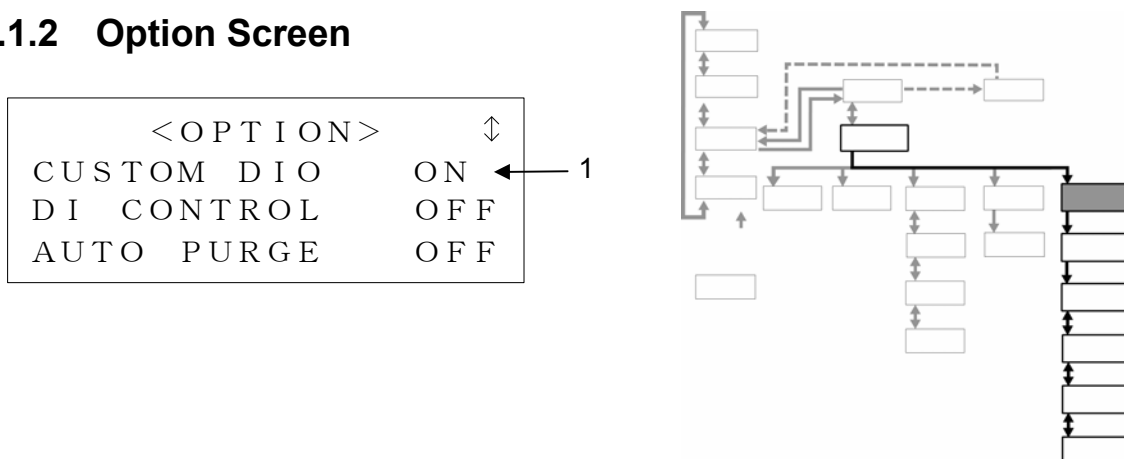 .1.2 Option Screen
<OPTION> ↕
CUSTOM DIO ON
1
DI CONTROL OFF
AUTO PURGE OFF